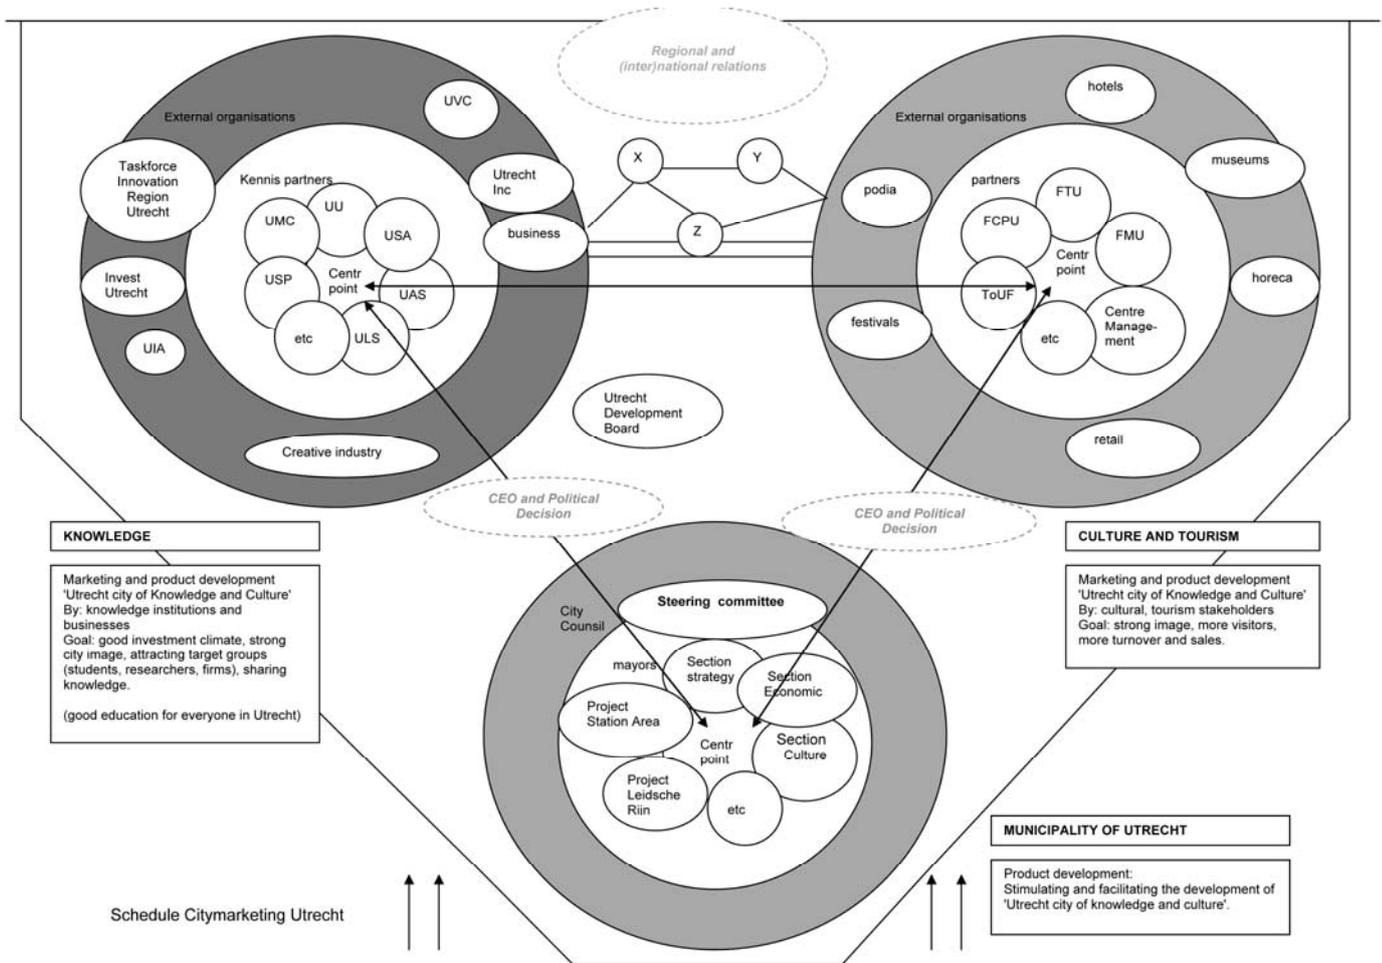 Regional and
(inter)national relations
External organisations
UVC
Taskforce
Innovation
Region
Utrecht
Utrecht
Inc
business
Invest
Utrecht
UIA
Creative industry
Kennis partners
UU
UMC
USA
USP
Centr
point
UAS
etc
ULS
X
Y
Z
External organisations
hotels
museums
podia
horeca
festivals
retail
partners
FTU
FCPU
FMU
Centr
point
ToUF
etc
Centre
Manage-
ment
Utrecht
Development
Board
CEO and Political
Decision
CEO and Political
Decision
KNOWLEDGE
Marketing and product development
'Utrecht city of Knowledge and Culture'
By: knowledge institutions and
businesses
Goal: good investment climate, strong
city image, attracting target groups
(students, researchers, firms), sharing
knowledge.
(good education for everyone in Utrecht)
CULTURE AND TOURISM
Marketing and product development
'Utrecht city of Knowledge and Culture'
By: cultural, tourism stakeholders
Goal: strong image, more visitors,
more turnover and sales.
City
Counsil
Steering committee
mayors
Section
strategy
Section
Economic
Project
Station Area
Centr
point
Section
Culture
Project
Leidsche
Riin
etc
MUNICIPALITY OF UTRECHT
Product development:
Stimulating and facilitating the development of
'Utrecht city of knowledge and culture'.
Schedule Citymarketing Utrecht